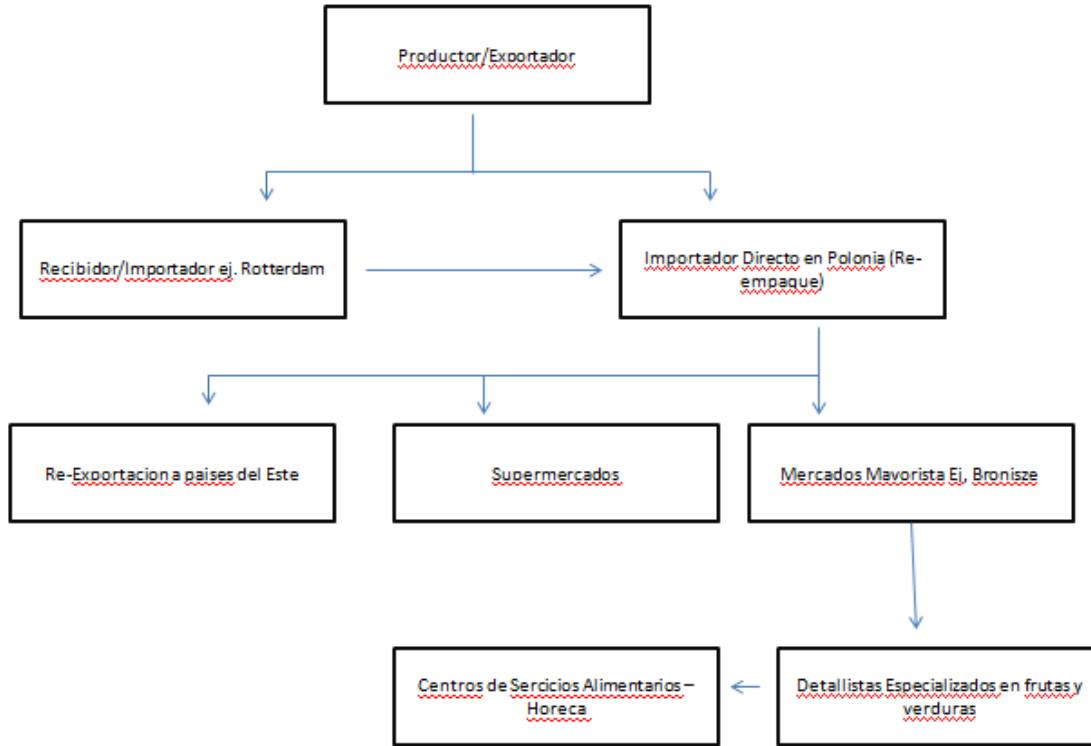 Productor/Exportador
Recibidor/Importador ej. Rotterdam
Importador Directo en Polonia (Re-
empaque)
Re-Exportacion a paises del Este
Supermercados
Mercados Mayorista Ej, Bronisze
Centros de Sercicios Alimentarios –
Horeca
Detallistas Especializados en frutas y
verduras